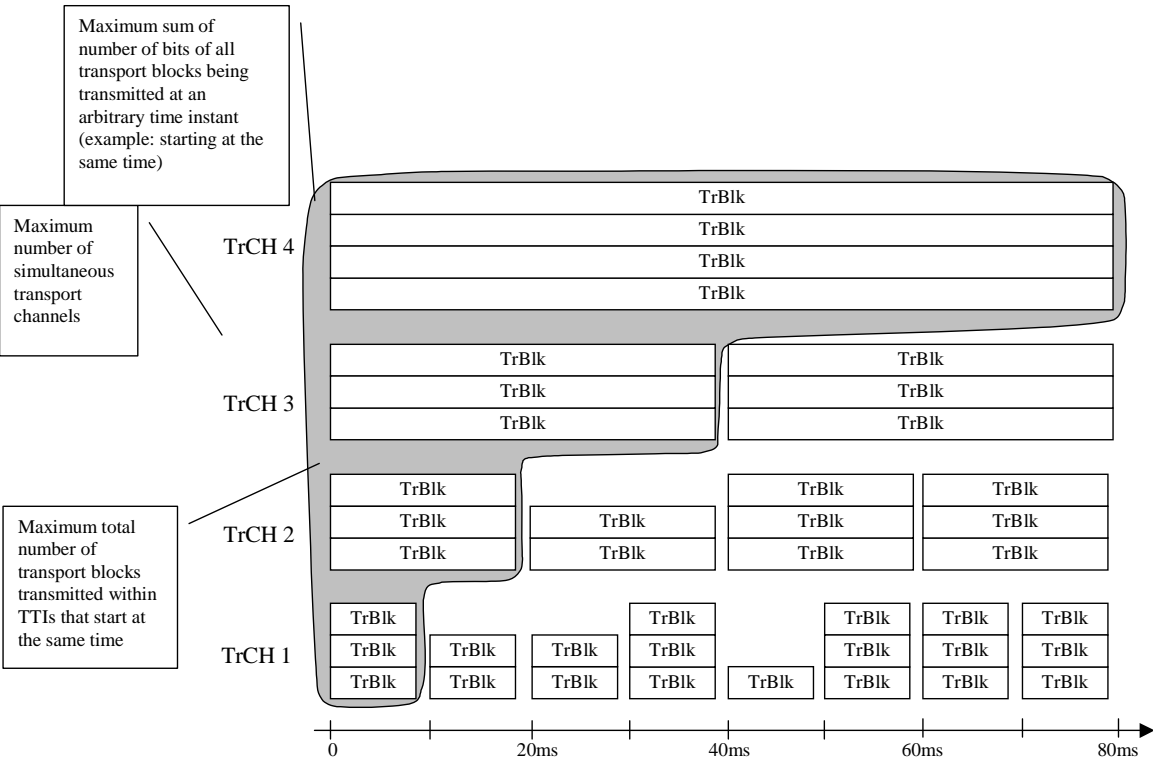 Maximum sum of
number of bits of all
transport blocks being
transmitted at an
arbitrary time instant
(example: starting at the
same time)
Maximum
number of
simultaneous
transport
channels
Maximum total
number of
transport blocks
transmitted within
TTIs that start at
the same time
TrCH 4
TrBlk
TrBlk
TrBlk
TrBlk
TrCH 3
TrBlk TrBlk
TrBlk TrBlk
TrBlk TrBlk
TrCH 2
TrBlk TrBlk TrBlk
TrBlk TrBlk TrBlk TrBlk
TrBlk TrBlk TrBlk TrBlk
TrCH 1
TrBlk TrBlk TrBlk TrBlk TrBlk
TrBlk TrBlk TrBlk TrBlk TrBlk TrBlk TrBlk
TrBlk TrBlk TrBlk TrBlk TrBlk TrBlk TrBlk TrBlk
0 20ms 40ms 60ms 80ms